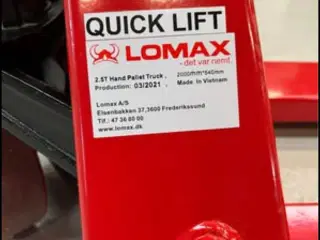 QUICK LIFT
LOMAX
- det var nemt.
2.5T Hand Pallet Truck , 2000mm*540mm
Production: 03/2021 , Made in Vietnam
Lomax A/S
Elsenbakken 37,3600 Frederikssund
Tlf.: 47 36 80 00
www.lomax.dk